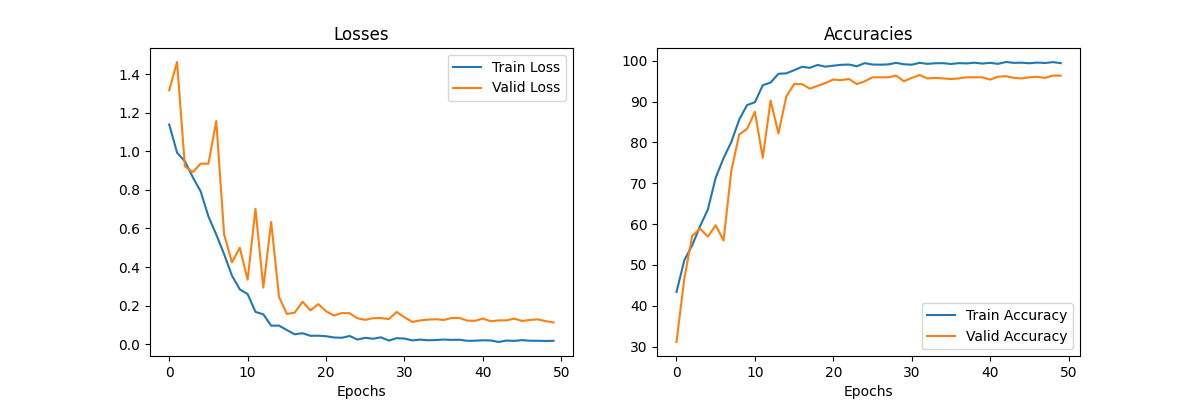 Losses
1.4
1.2
1.0
0.8
0.6
0.4
0.2
0.0
0 10 20 30 40 50
Epochs
Train Loss
Valid Loss
Accuracies
100
90
80
70
60
50
40
30
0 10 20 30 40 50
Epochs
Train Accuracy
Valid Accuracy